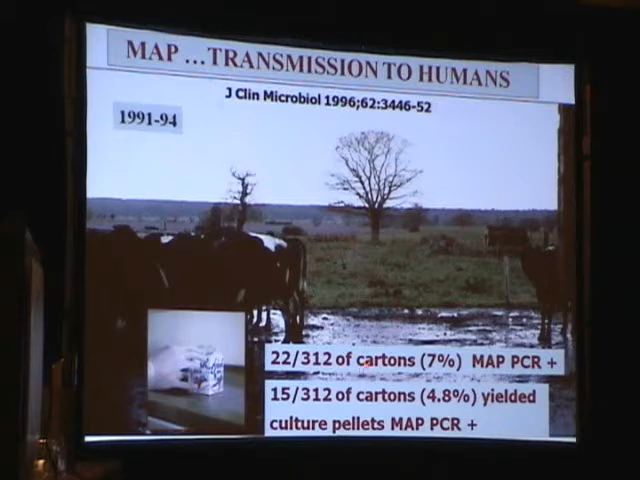 MAP ...TRANSMISSION TO HUMANS
J Clin Microbiol 1996;62:3446-52
1991-94
22/312 of cartons (7%) MAP PCR +
15/312 of cartons (4.8%) yielded
culture pellets MAP PCR +